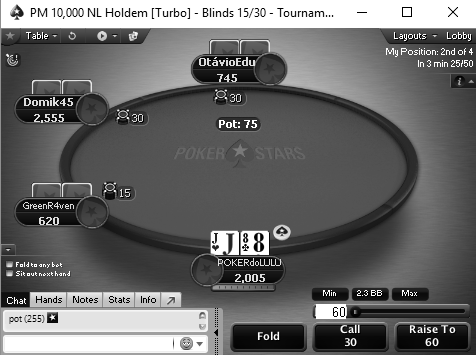 PM 10,000 NL Holdem [Turbo] - Blinds 15/30 - Tournam...
Table
Layouts
Lobby
My Position: 2nd of 4
In 3 min 25/50
OtávioEdu
745
Domik45
2,555
30
30
Pot: 75
POKER STARS
15
GreenR4ven
620
J J 8 8
POKERdoLULU
2,005
Fold to any bet
Sit out next hand
Min 2.3 BB Max
60
Chat Hands Notes Stats Info
pot (255)
Fold
Call
30
Raise To
60